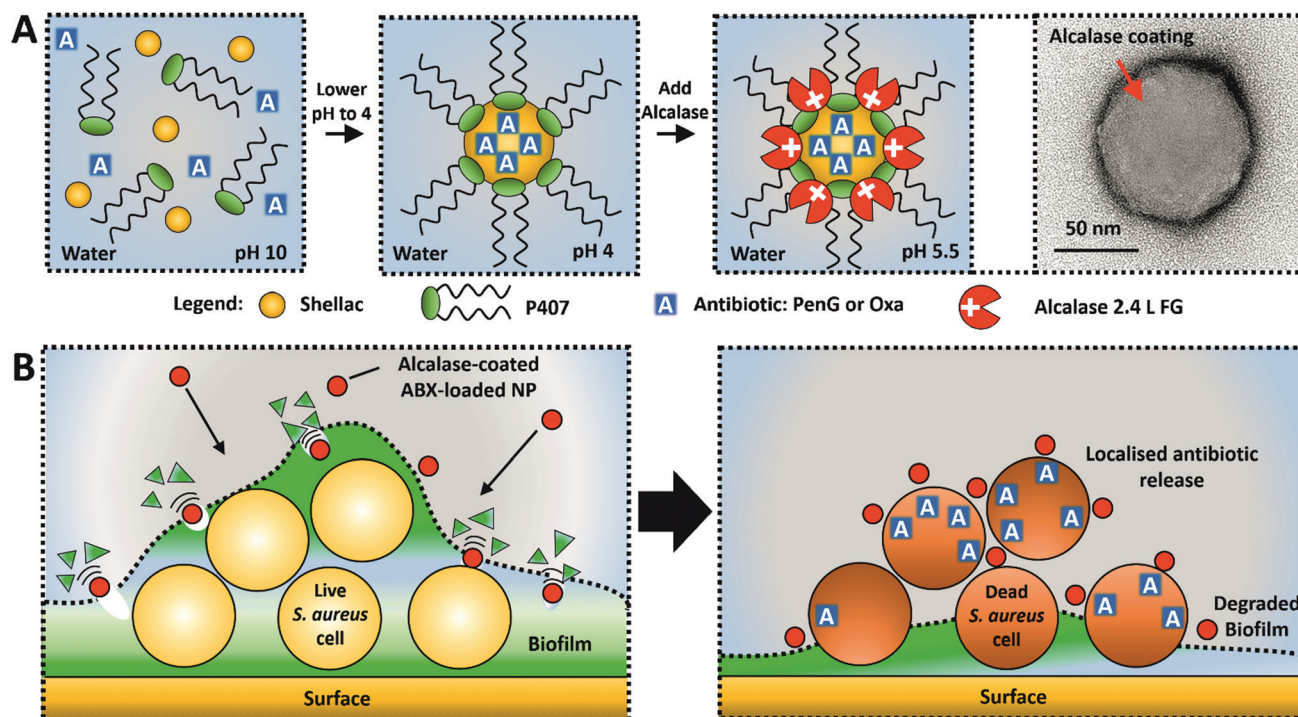 A
A
A
A
A
A
Water
pH 10
Lower
pH to 4
A
A
A
A
Water
pH 4
Add
Alcalase
+
+
+
+
+
+
A
A
A
A
Water
pH 5.5
Alcalase coating
50 nm
Legend:
Shellac
P407
A
Antibiotic: PenG or Oxa
+
Alcalase 2.4 L FG
B
Alcalase-coated
ABX-loaded NP
Live
S. aureus
cell
Biofilm
Surface
Localised antibiotic
release
A
A
A
A
A
A
A
A
A
A
A
A
Dead
S. aureus
cell
Degraded
Biofilm
Surface